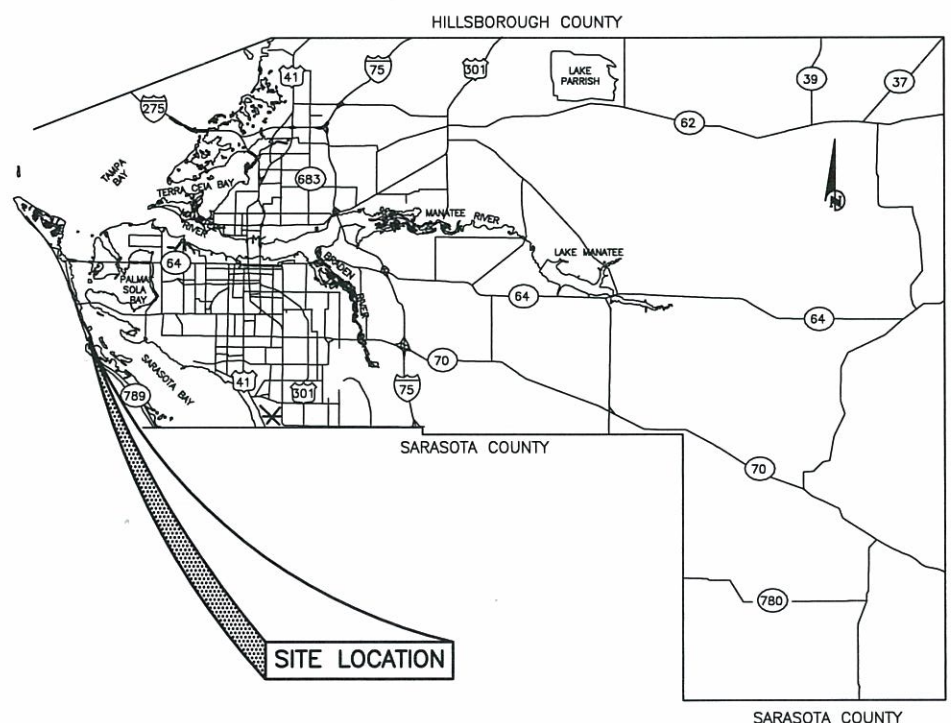 HILLSBOROUGH COUNTY
41
75
301
LAKE
PARRISH
39
37
275
62
TAMPA
BAY
TERRA CEIA BAY
683
N
MANATEE RIVER
RIVER
64
BRADEN
RIVER
LAKE MANATEE
PALMA
SOLA
BAY
64
64
70
SARASOTA BAY
789
41
301
75
SARASOTA COUNTY
70
780
SITE LOCATION
SARASOTA COUNTY